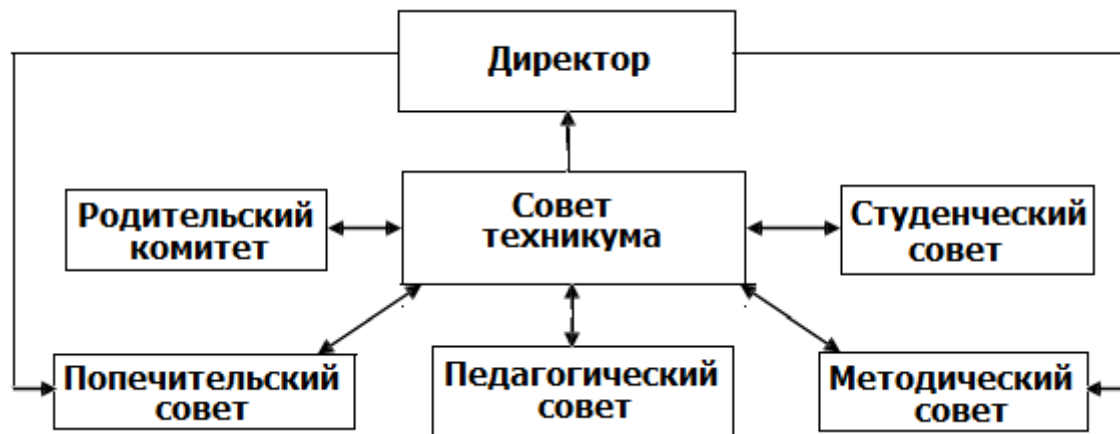 Директор
Совет
техникума
Родительский
комитет
Студенческий
совет
Попечительский
совет
Педагогический
совет
Методический
совет